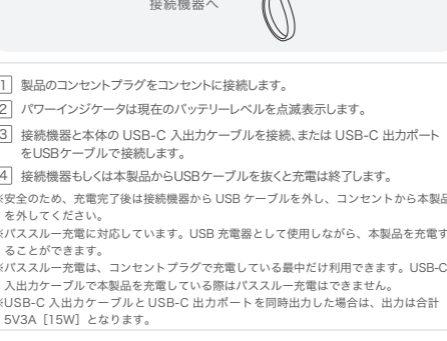 接続機器へ
1 製品のコンセントプラグをコンセントに接続します。
2 パワーインジケータは現在のバッテリーレベルを点滅表示します。
3 接続機器と本体の USB-C 入出力ケーブルを接続、または USB-C 出力ポート
をUSBケーブルで接続します。
4 接続機器もしくは本製品からUSBケーブルを抜くと充電は終了します。
※安全のため、充電完了後は接続機器から USB ケーブルを外し、コンセントから本製品
を外してください。
※パススルー充電に対応しています。USB 充電器として使用しながら、本製品を充電す
ることができます。
※パススルー充電は、コンセントプラグで充電している最中だけ利用できます。USB-C
入出力ケーブルで本製品を充電している際はパススルー充電はできません。
※USB-C 入出力ケーブルと USB-C 出力ポートを同時出力した場合は、出力は合計
5V3A［15W］となります。